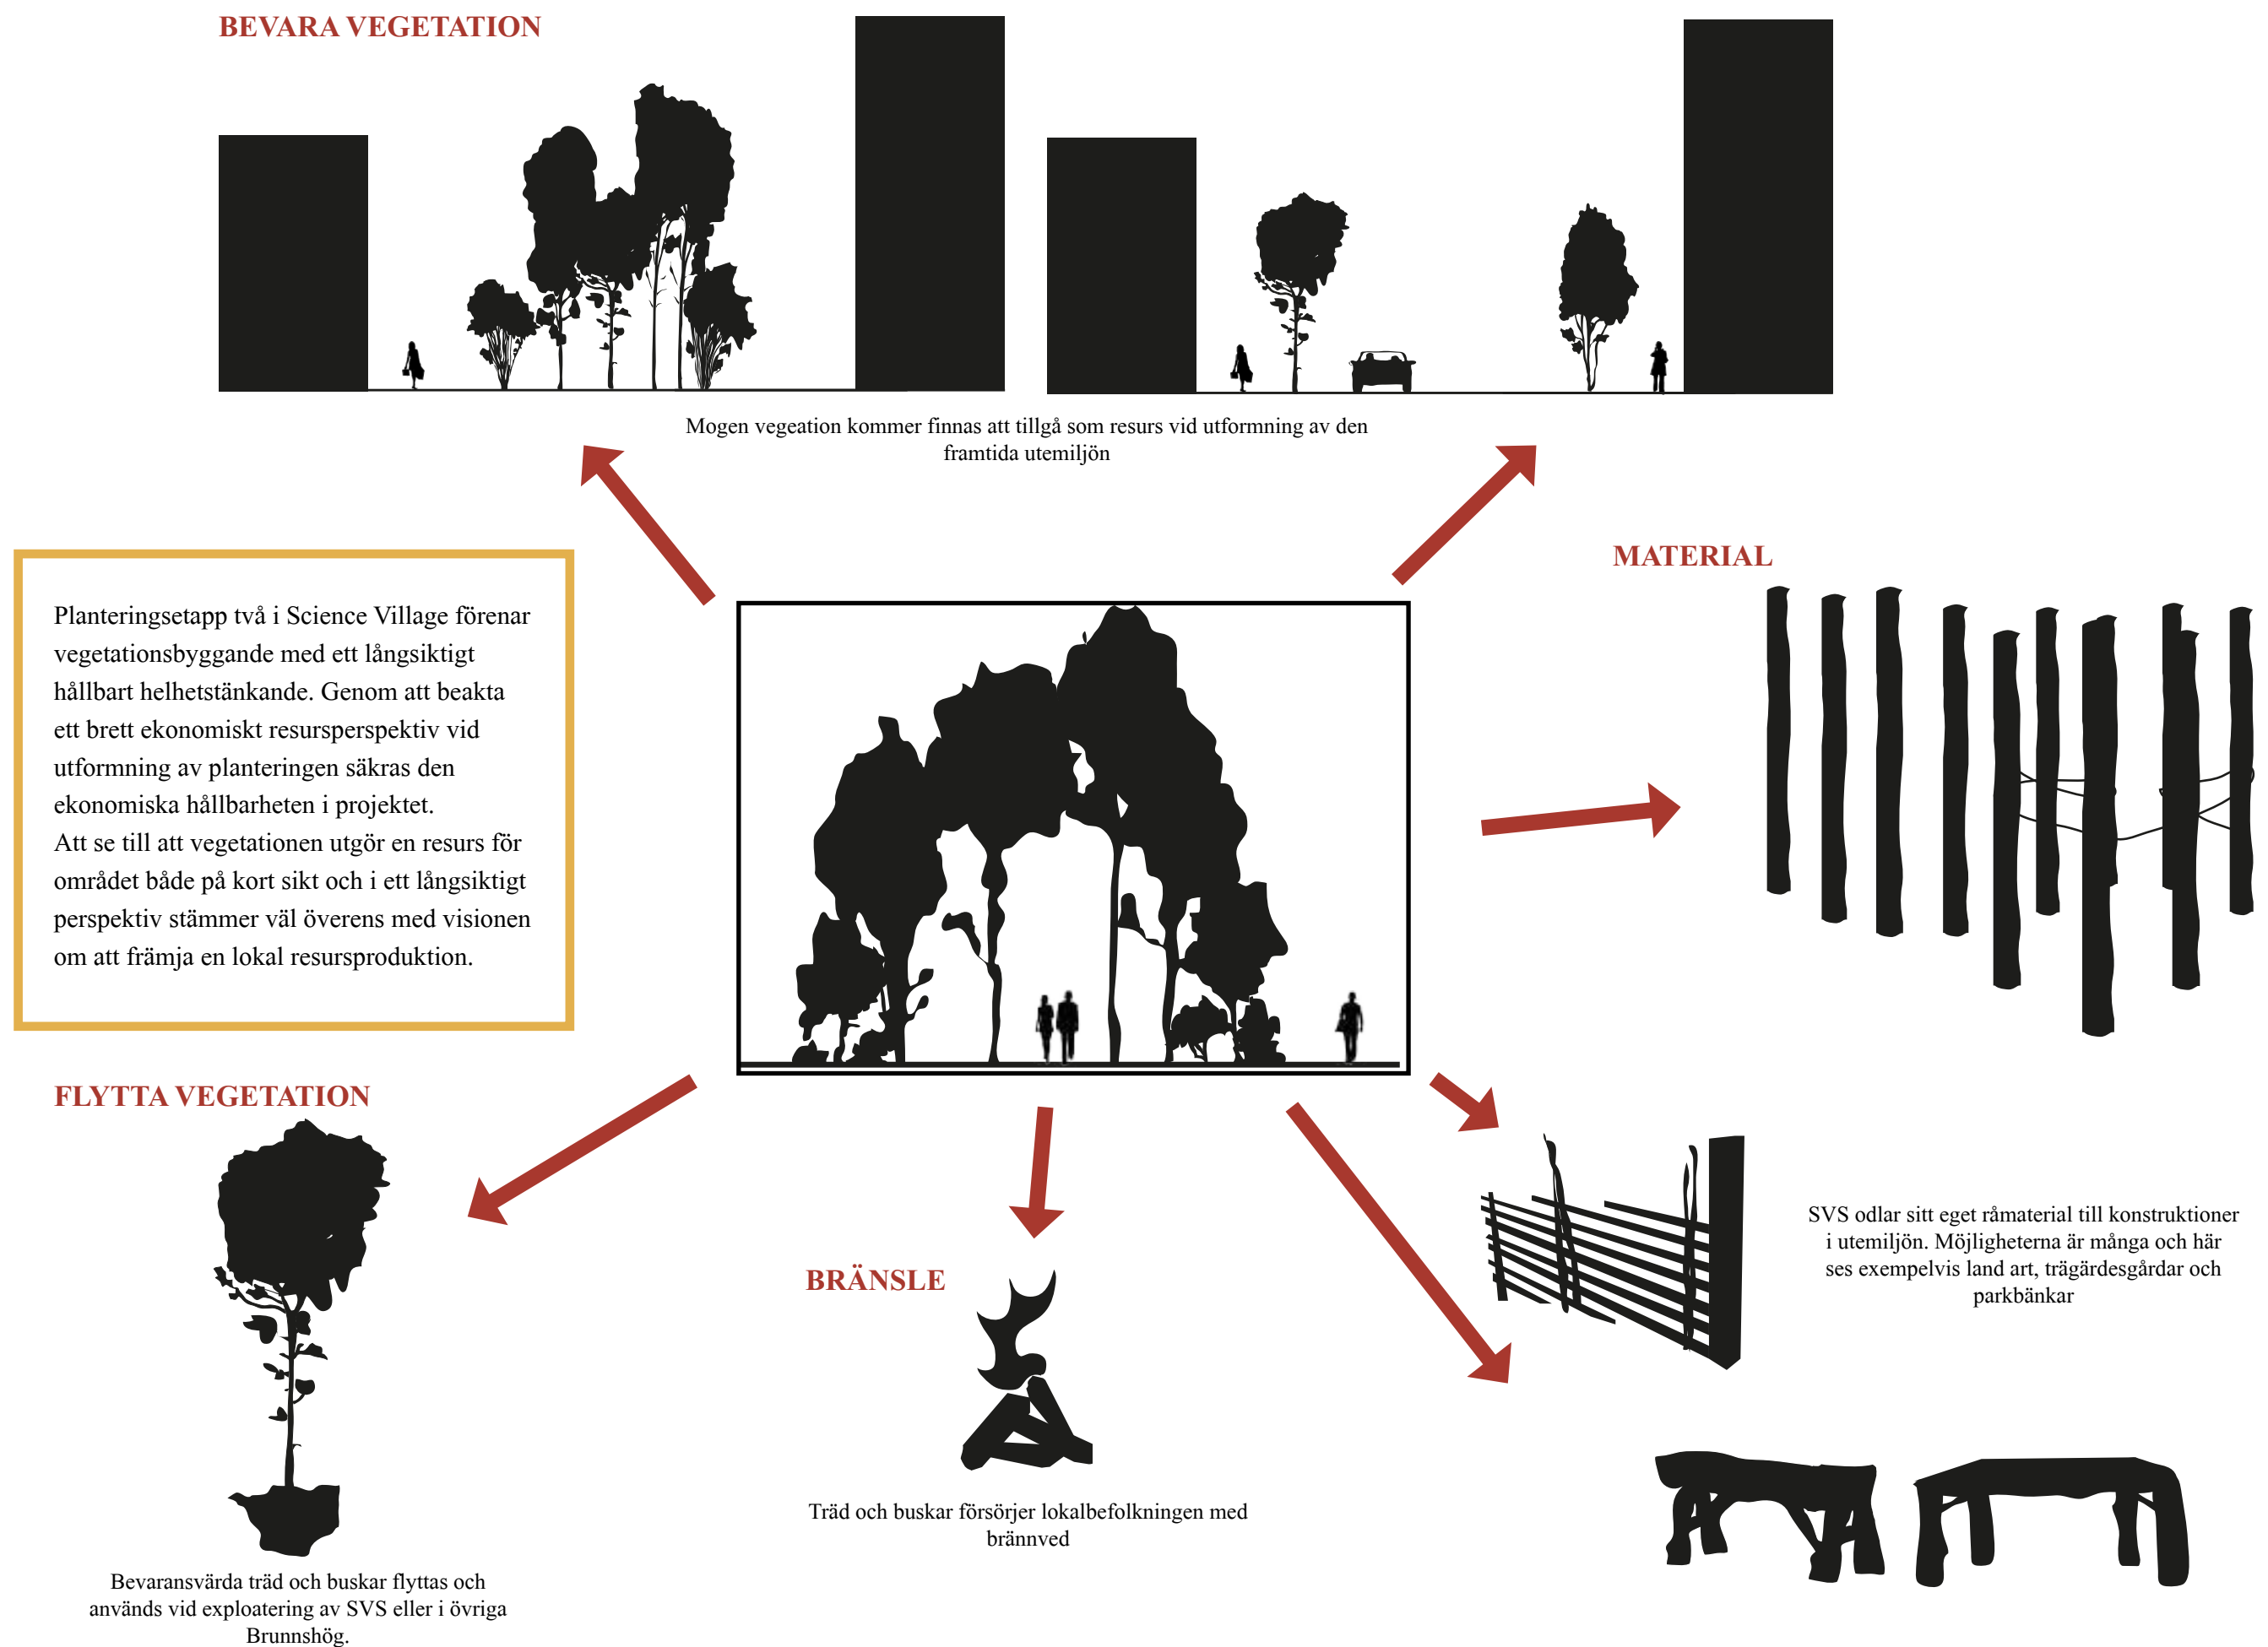 BEVARA VEGETATION
Mogen vegeation kommer finnas att tillgå som resurs vid utformning av den
framtida utemiljön
MATERIAL
Planteringsetapp två i Science Village förenar
vegetationsbyggande med ett långsiktigt
hållbart helhetstänkande. Genom att beakta
ett brett ekonomiskt resursperspektiv vid
utformning av planteringen säkras den
ekonomiska hållbarheten i projektet.
Att se till att vegetationen utgör en resurs för
området både på kort sikt och i ett långsiktigt
perspektiv stämmer väl överens med visionen
om att främja en lokal resursproduktion.
FLYTTA VEGETATION
SVS odlar sitt eget råmaterial till konstruktioner
i utemiljön. Möjligheterna är många och här
ses exempelvis land art, trägärdesgårdar och
parkbänkar
BRÄNSLE
Träd och buskar försörjer lokalbefolkningen med
brännved
Bevaransvärda träd och buskar flyttas och
används vid exploatering av SVS eller i övriga
Brunnshög.